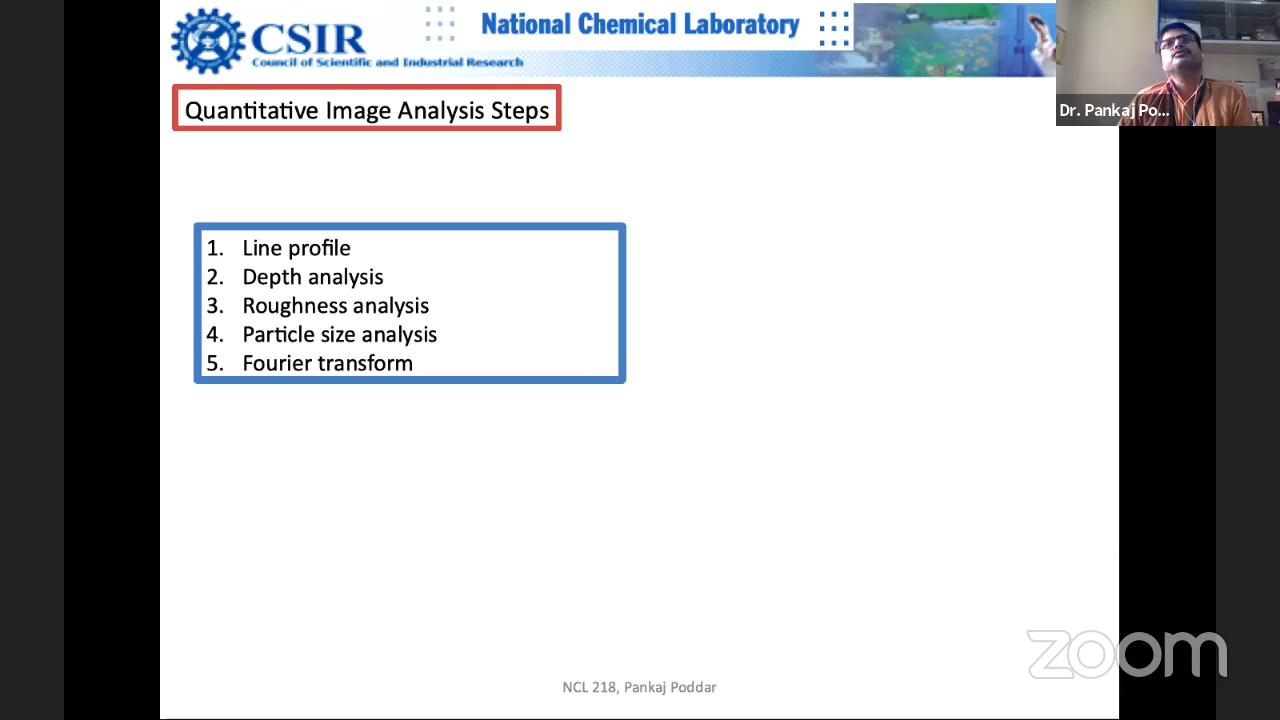 CSIR
Council of Scientific and Industrial Research
National Chemical Laboratory
Dr. Pankaj Po...
Quantitative Image Analysis Steps
1. Line profile
2. Depth analysis
3. Roughness analysis
4. Particle size analysis
5. Fourier transform
zoom
NCL 218, Pankaj Poddar